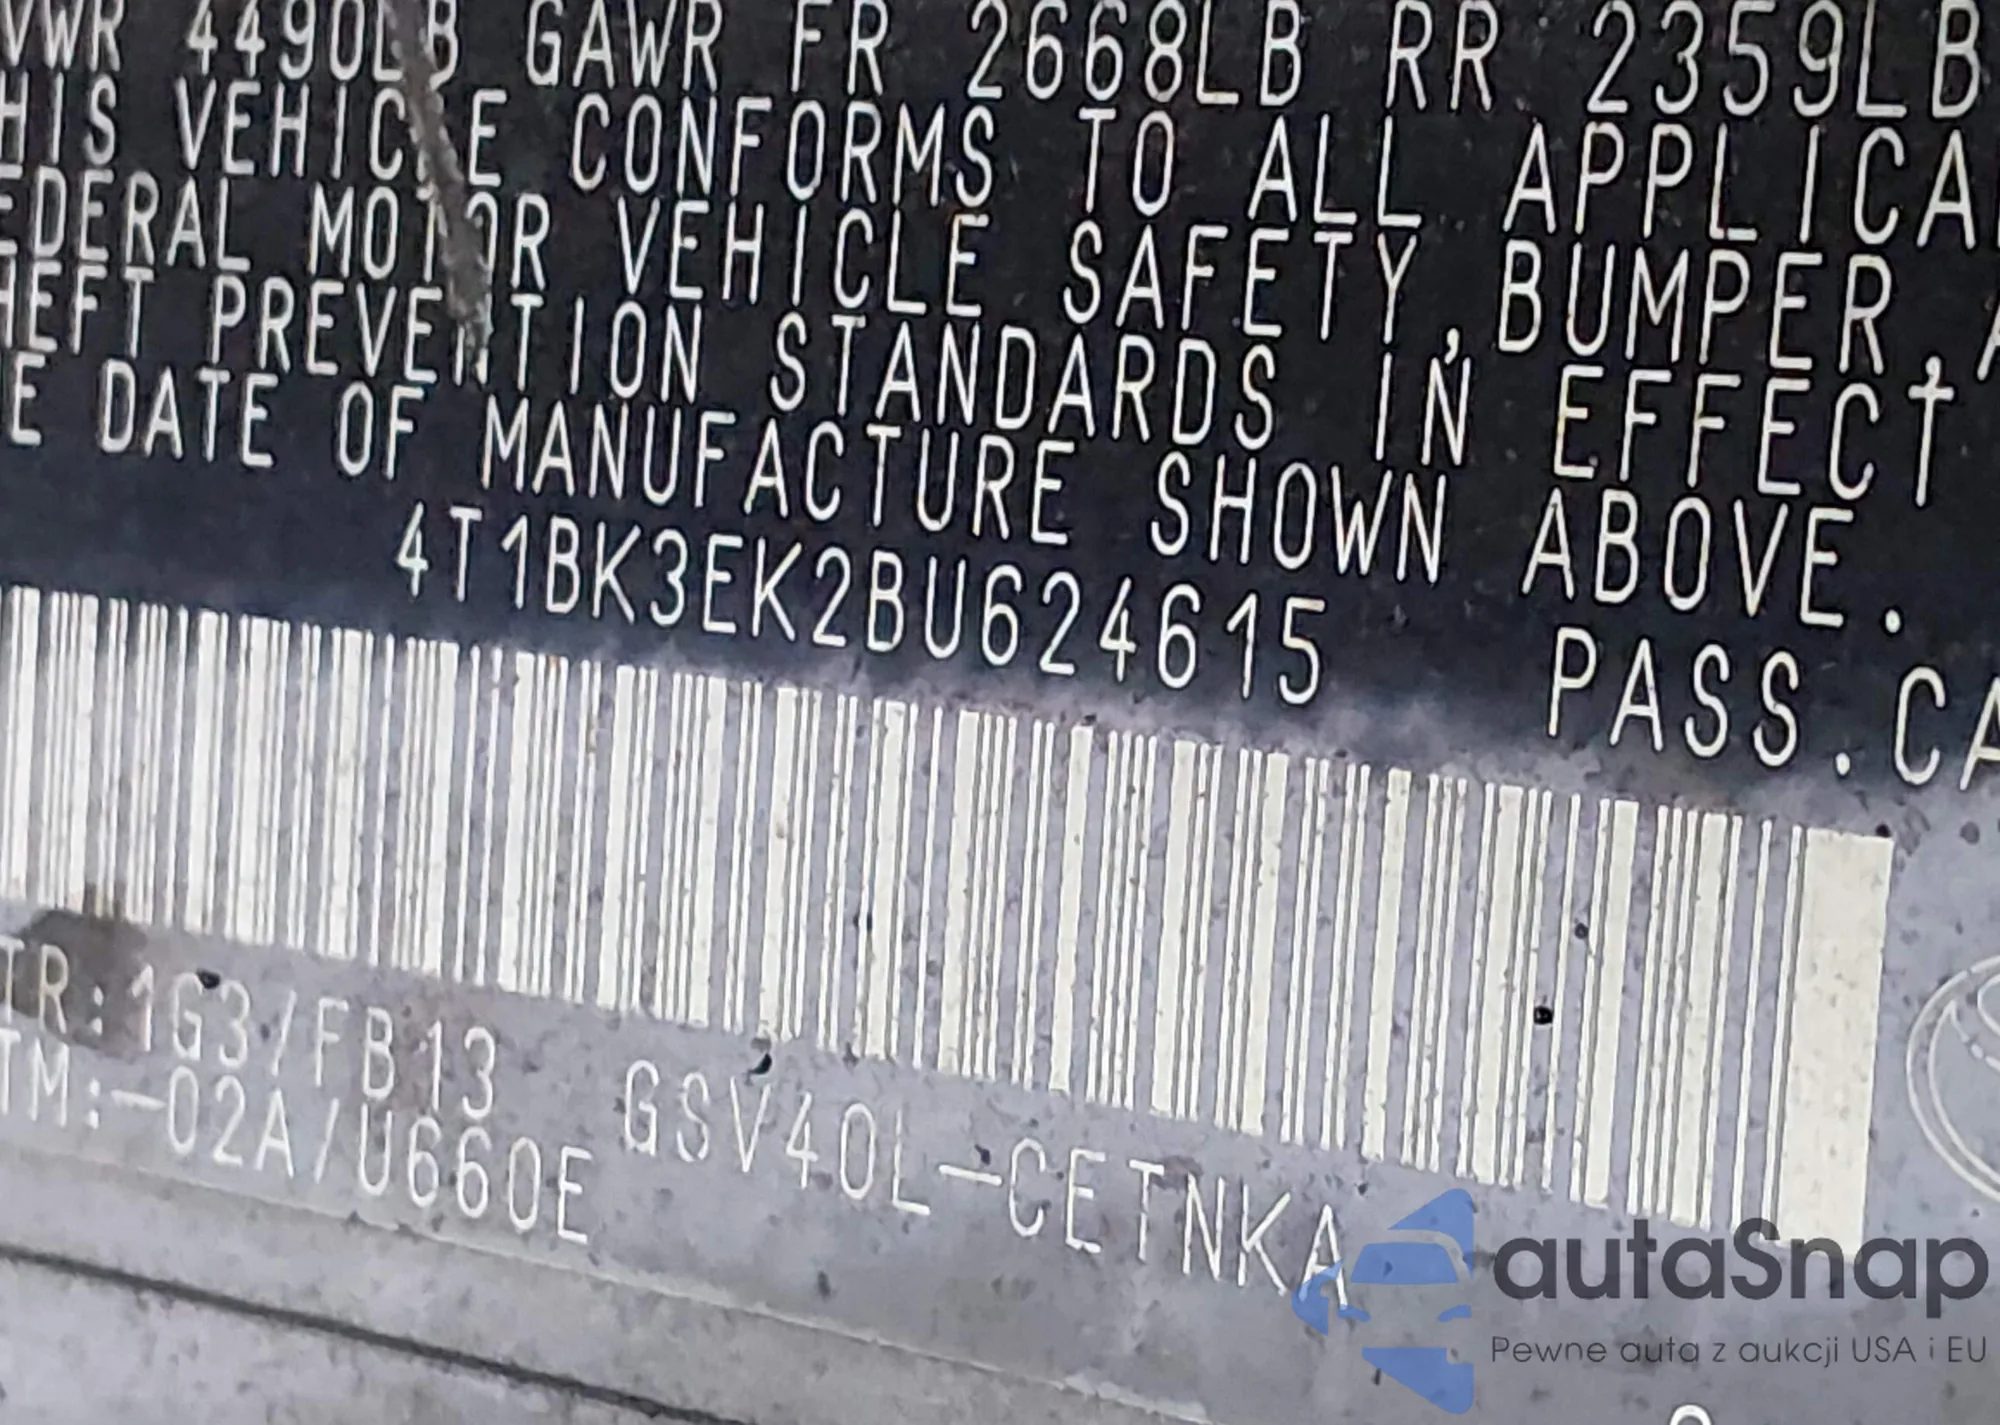 VWR 4490LB GAWR FR 2668LB RR 2359LB
HIS VEHICLE CONFORMS TO ALL APPLICA
EDERAL MOTOR VEHICLE SAFETY, BUMPER, A
HEFT PREVENTION STANDARDS IN EFFECT
E DATE OF MANUFACTURE SHOWN ABOVE.
4T1BK3EK2BU624615 PASS.CA
TR:1G3/FB13
TM:-02A/U660E GSV40L-CETNKA
autaSnap
Pewne auta z aukcji USA i EU